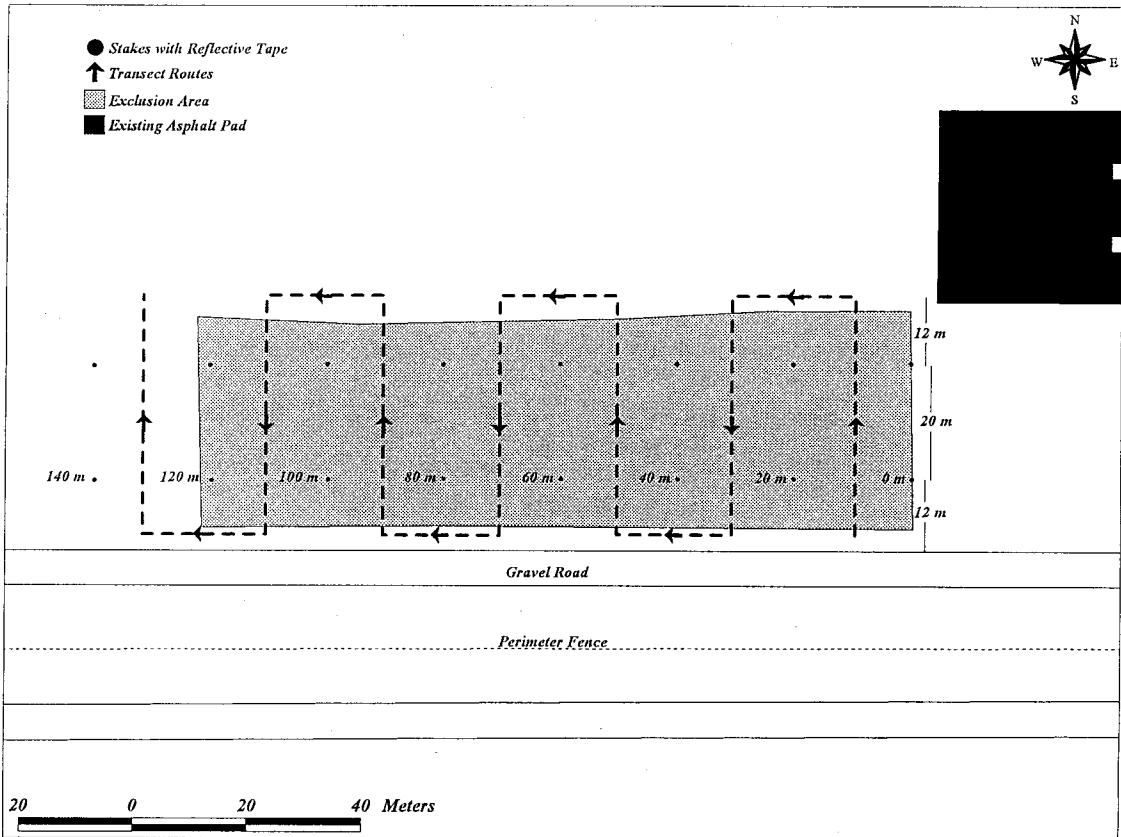 N
W E
S
Stakes with Reflective Tape
Transect Routes
Exclusion Area
Existing Asphalt Pad
12 m
20 m
140 m 120 m 100 m 80 m 60 m 40 m 20 m 0 m
12 m
Gravel Road
Perimeter Fence
20 0 20 40 Meters